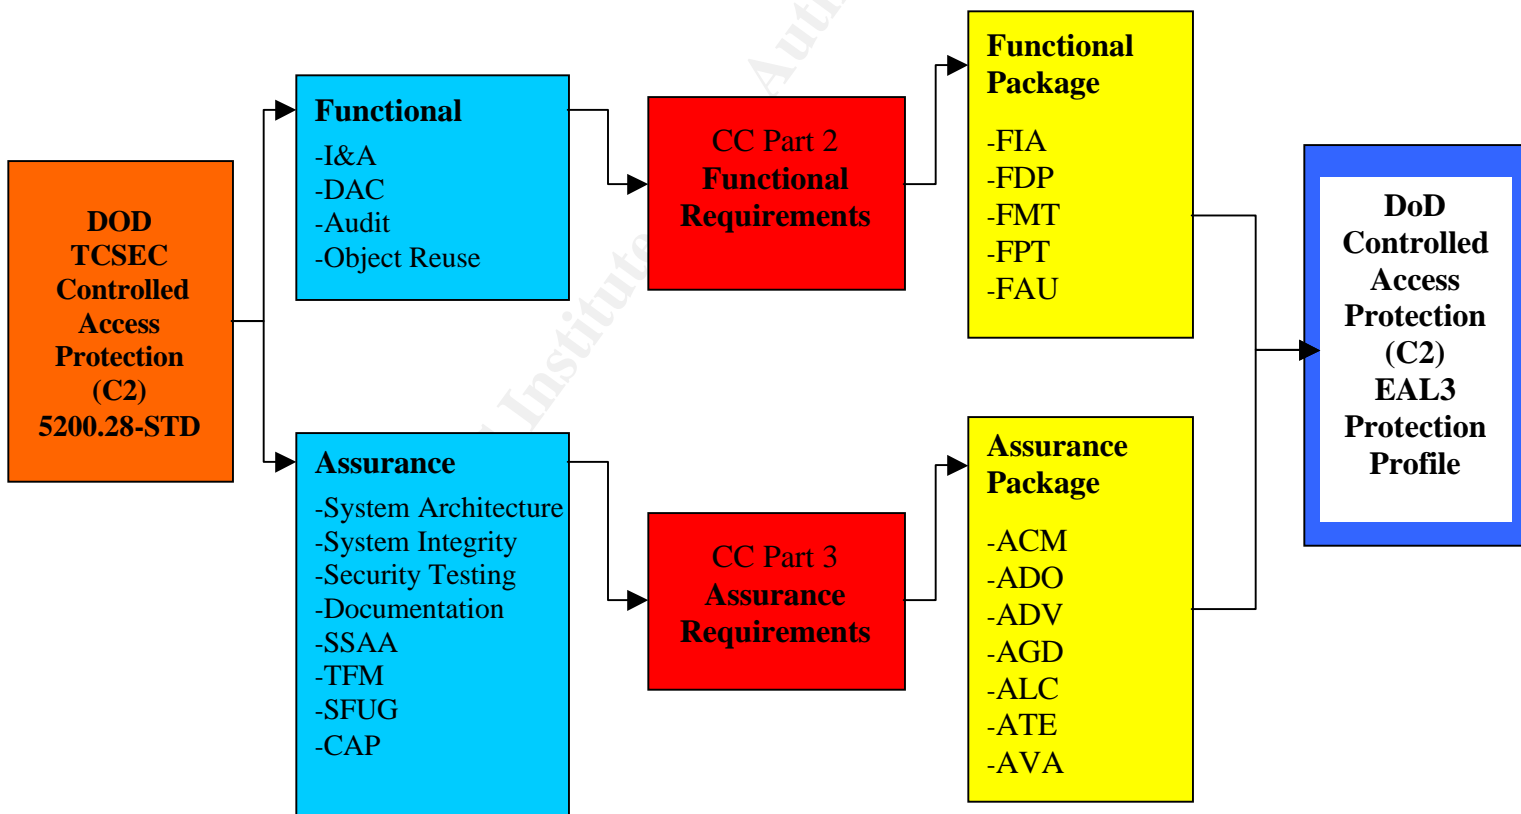 DOD
TCSEC
Controlled
Access
Protection
(C2)
5200.28-STD
Functional
-I&A
-DAC
-Audit
-Object Reuse
Assurance
-System Architecture
-System Integrity
-Security Testing
-Documentation
-SSAA
-TFM
-SFUG
-CAP
CC Part 2
Functional
Requirements
CC Part 3
Assurance
Requirements
Functional
Package
-FIA
-FDP
-FMT
-FPT
-FAU
Assurance
Package
-ACM
-ADO
-ADV
-AGD
-ALC
-ATE
-AVA
DoD
Controlled
Access
Protection
(C2)
EAL3
Protection
Profile
Institute